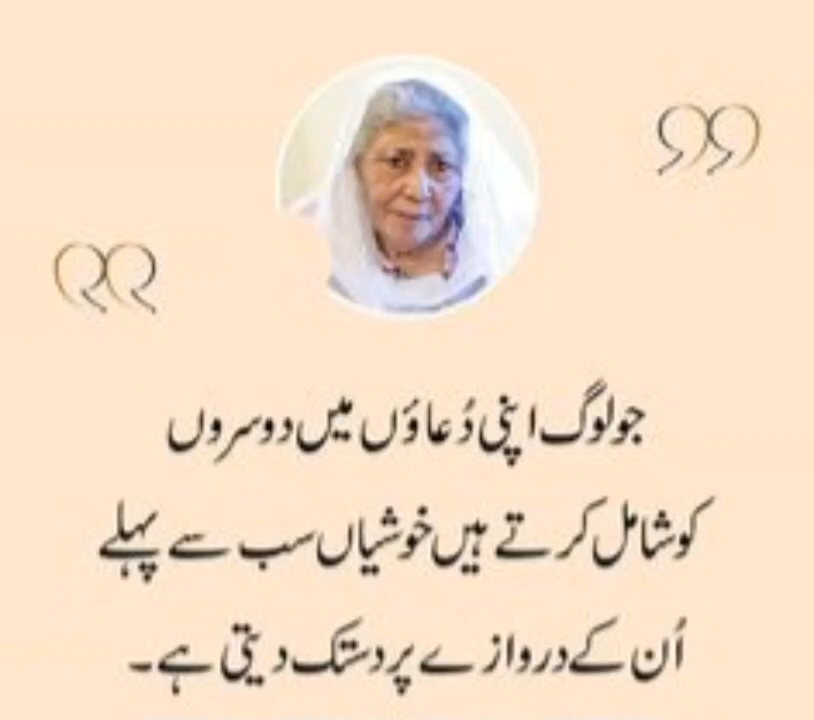 جو لوگ اپنی دُعاؤں میں دوسروں
کو شامل کرتے ہیں خوشیاں سب سے پہلے
اُن کے دروازے پر دستک دیتی ہے۔